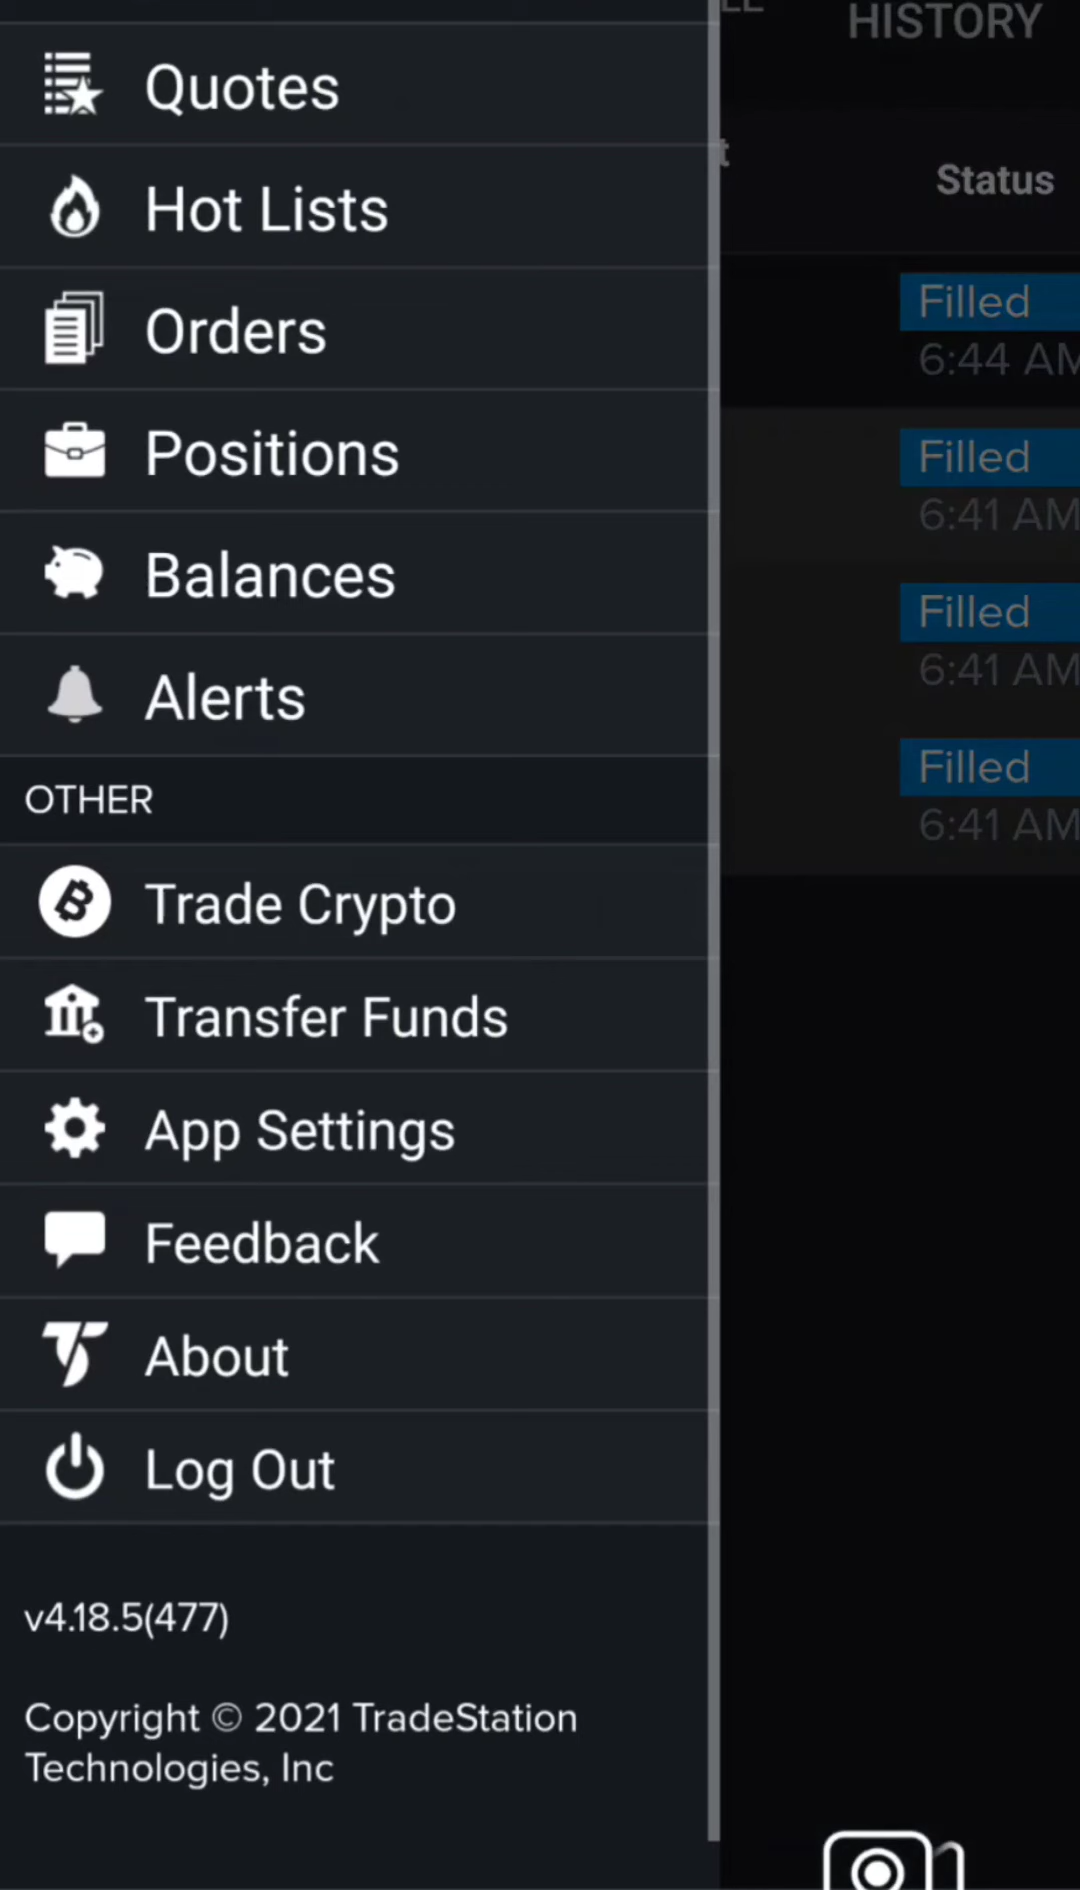 HISTORY
Quotes
Status
Hot Lists
Filled
Orders
6:44 AM
Positions
Filled
6:41 AM
Balances
Filled
Alerts
6:41 AM
Filled
OTHER
6:41 AM
Trade Crypto
Transfer Funds
App Settings
Feedback
About
Log Out
v4.18.5(477)
Copyright © 2021 TradeStation
Technologies, Inc